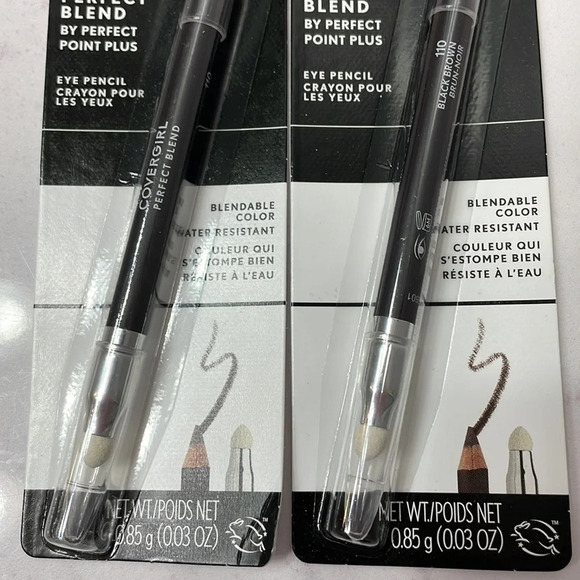 PERFECT
BLEND
BY PERFECT
POINT PLUS
EYE PENCIL
CRAYON POUR
LES YEUX
COVERGIRL
PERFECT BLEND
BLENDABLE
COLOR
WATER RESISTANT
COULEUR QUI
S'ESTOMPE BIEN
RÉSISTE À L'EAU
NET WT./POIDS NET
0.85 g (0.03 OZ)
BLEND
BY PERFECT
POINT PLUS
EYE PENCIL
CRAYON POUR
LES YEUX
110
BLACK BROWN
BRUN-NOIR
BLENDABLE
COLOR
WATER RESISTANT
COULEUR QUI
S'ESTOMPE BIEN
RÉSISTE À L'EAU
NET WT./POIDS NET
0.85 g (0.03 OZ)